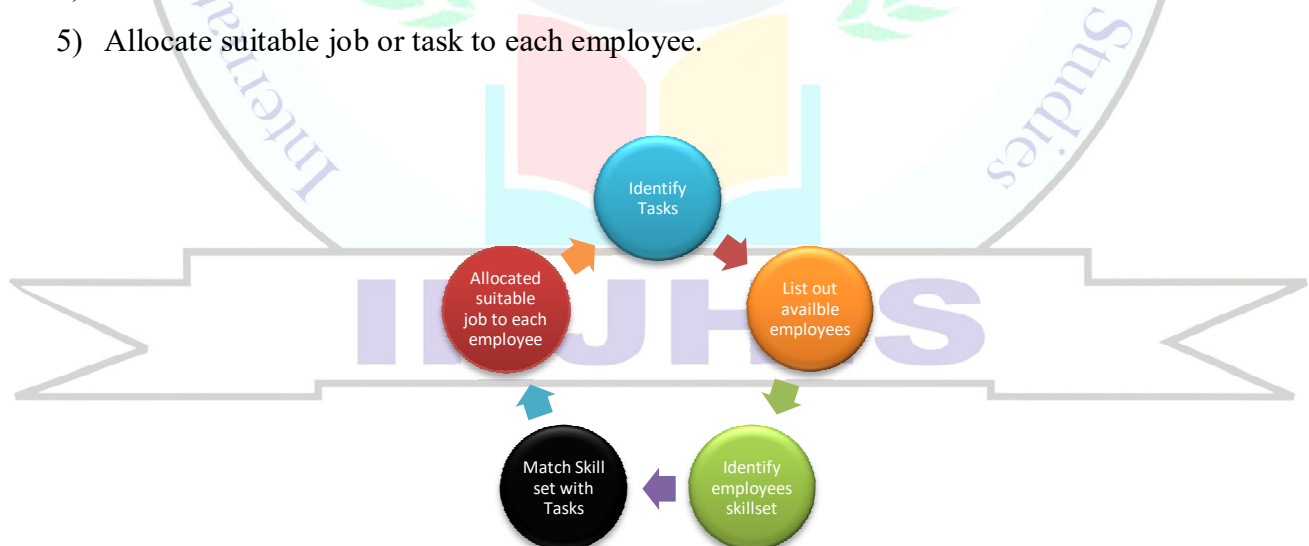 5) Allocate suitable job or task to each employee.
Identify
Tasks
List out
availble
employees
Identify
employees
skillset
Match Skill
set with
Tasks
Allocated
suitable
job to each
employee
Studies